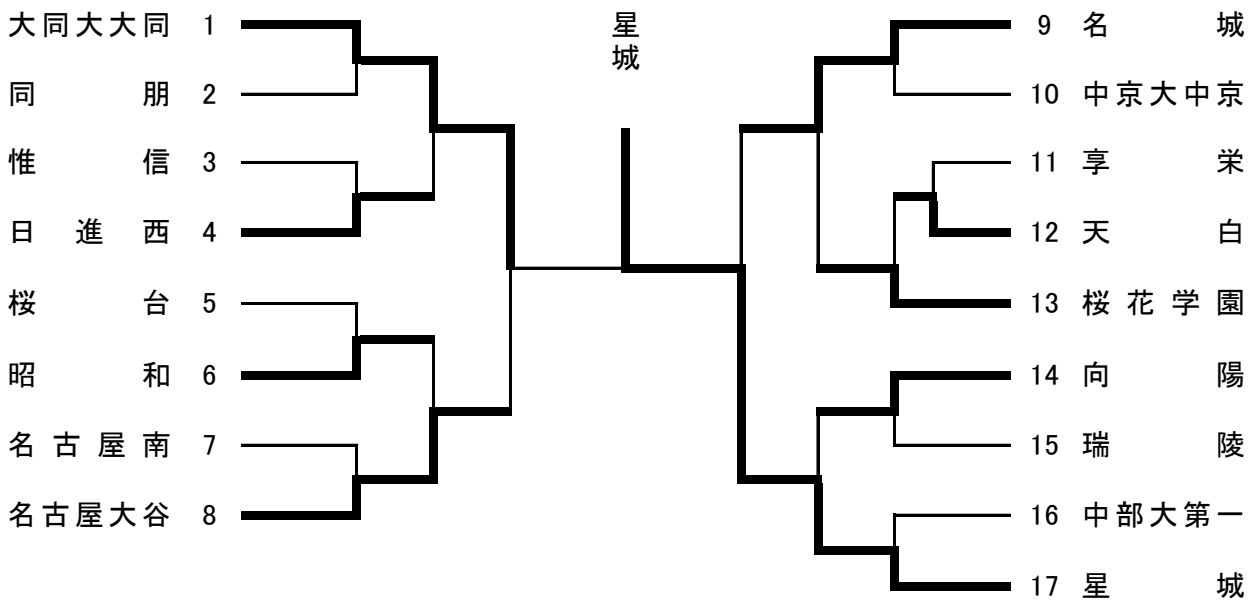 星城
大同大大同 1
同朋 2
惟信 3
日進西 4
桜台 5
昭和 6
名古屋南 7
名古屋大谷 8
9 名城
10 中京大中京
11 享栄
12 天白
13 桜花学園
14 向陽
15 瑞陵
16 中部大第一
17 星城